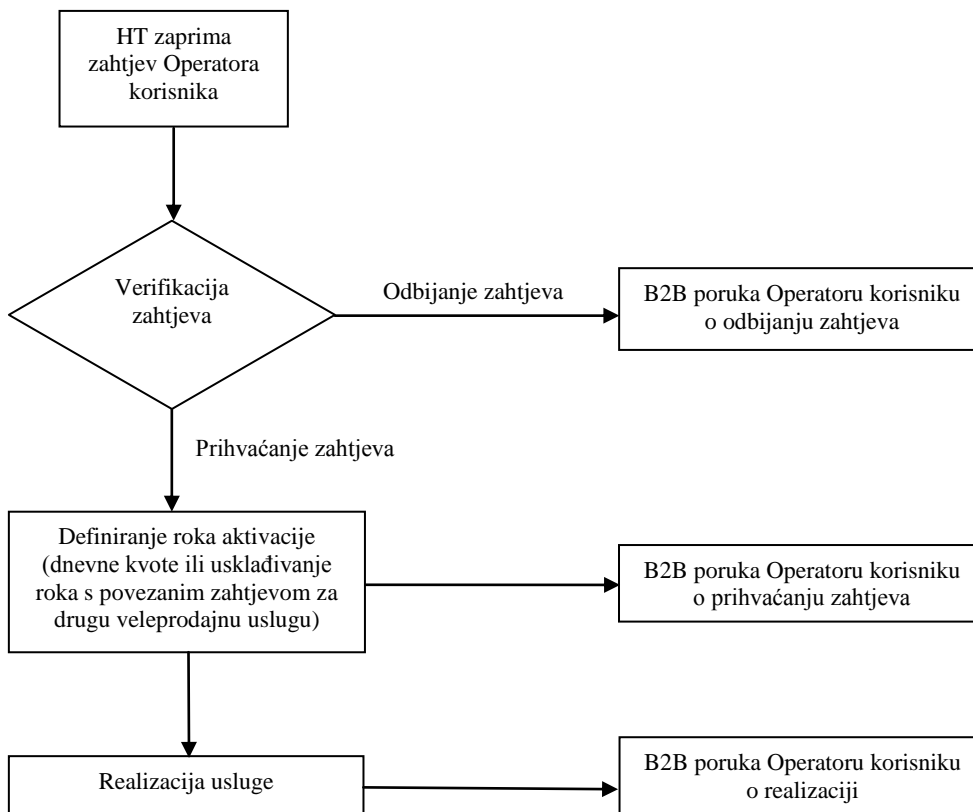 HT zaprima
zahtjev Operatora
korisnika
Verifikacija
zahtjeva
Odbijanje zahtjeva
B2B poruka Operatoru korisniku
o odbijanju zahtjeva
Prihvaćanje zahtjeva
Definiranje roka aktivacije
(dnevne kvote ili usklađivanje
roka s povezanim zahtjevom za
drugu veleprodajnu uslugu)
B2B poruka Operatoru korisniku
o prihvaćanju zahtjeva
Realizacija usluge
B2B poruka Operatoru korisniku
o realizaciji